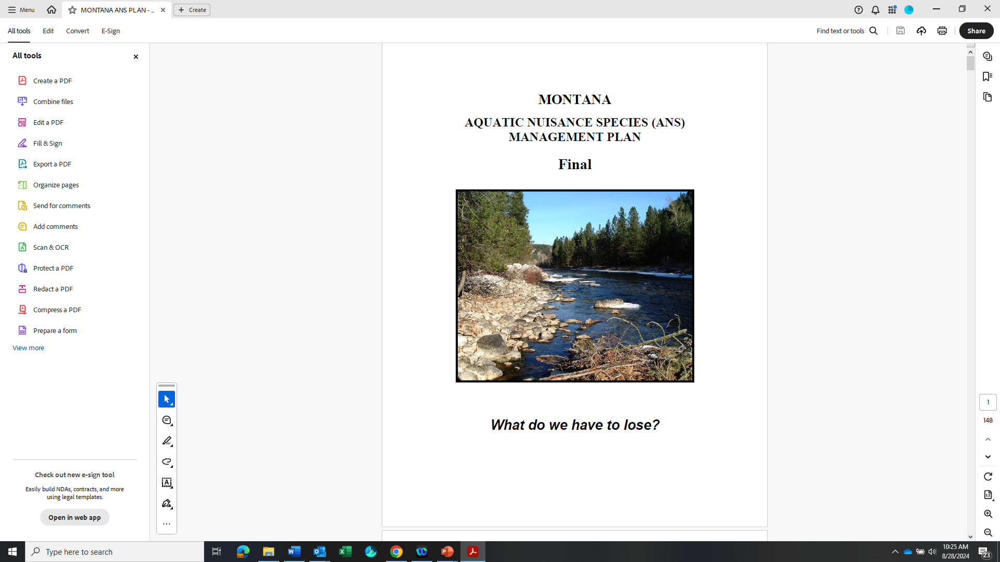 Menu
MONTANA ANS PLAN - ...
Create
All tools
Edit
Convert
E-Sign
Find text or tools
Share
All tools
Create a PDF
Combine files
Edit a PDF
Fill & Sign
Export a PDF
Organize pages
Send for comments
Add comments
Scan & OCR
Protect a PDF
Redact a PDF
Compress a PDF
Prepare a form
View more
Check out new e-sign tool
Easily build NDAs, contracts, and more
using legal templates.
Open in web app
MONTANA
AQUATIC NUISANCE SPECIES (ANS)
MANAGEMENT PLAN
Final
What do we have to lose?
1
148
Type here to search
10:25 AM
8/28/2024
23